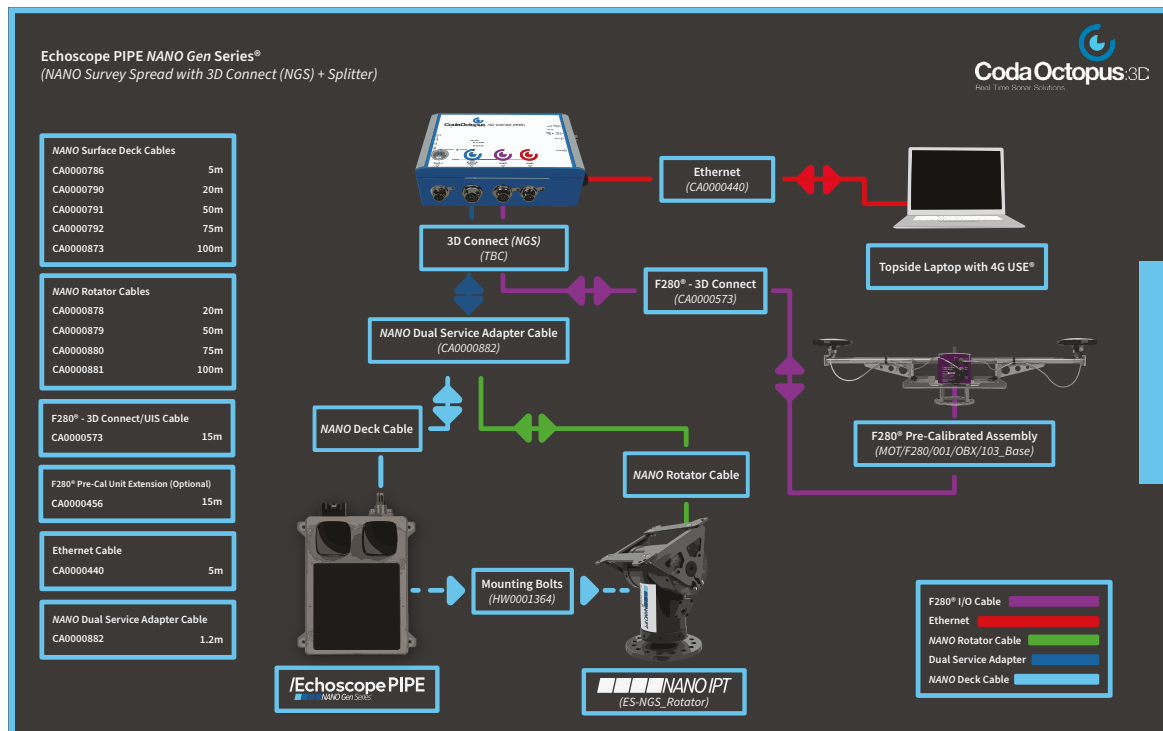 Echoscope PIPE NANO Gen Series®
(NANO Survey Spread with 3D Connect (NGS) + Splitter)
CodaOctopus:3D
Real Time Sonar Solutions
NANO Surface Deck Cables
CA0000786 5m
CA0000790 20m
CA0000791 50m
CA0000792 75m
CA0000873 100m
NANO Rotator Cables
CA0000878 20m
CA0000879 50m
CA0000880 75m
CA0000881 100m
F280® - 3D Connect/UIS Cable
CA0000573 15m
F280® Pre-Cal Unit Extension (Optional)
CA0000456 15m
Ethernet Cable
CA0000440 5m
NANO Dual Service Adapter Cable
CA0000882 1.2m
CodaOctopus
Ethernet
(CA0000440)
3D Connect (NGS)
(TBC)
Topside Laptop with 4G USE®
F280® - 3D Connect
(CA0000573)
NANO Dual Service Adapter Cable
(CA0000882)
NANO Deck Cable
F280® Pre-Calibrated Assembly
(MOT/F280/001/OBX/103_Base)
NANO Rotator Cable
Mounting Bolts
(HW0001364)
NANO IPT
/Echoscope PIPE
NANO Gen Series
NANO IPT
(ES-NGS_Rotator)
F280® I/O Cable
Ethernet
NANO Rotator Cable
Dual Service Adapter
NANO Deck Cable